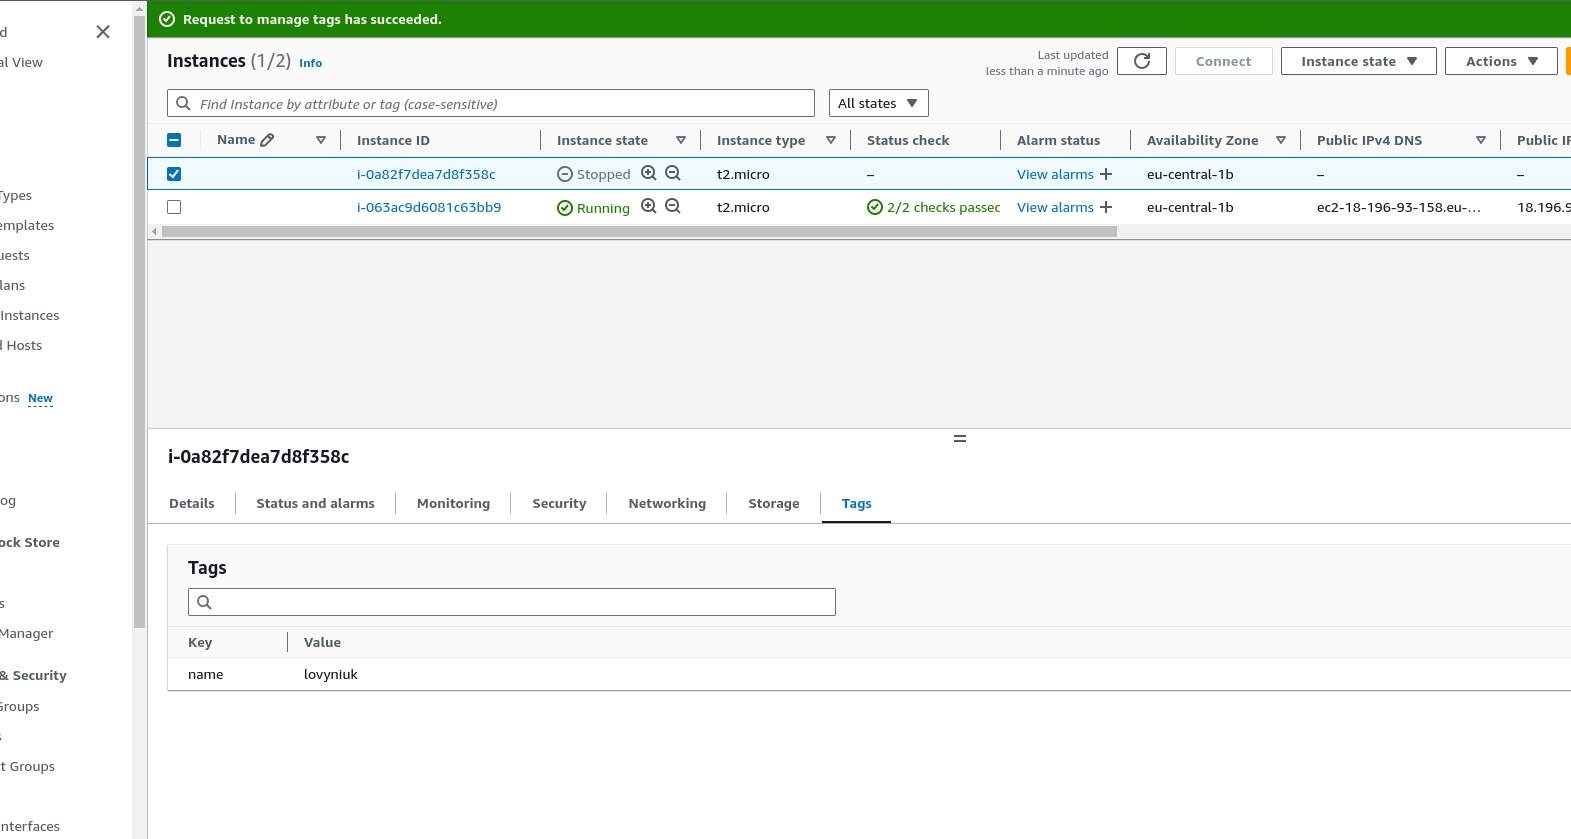 Request to manage tags has succeeded.
d
al View
Types
emplates
uests
lans
Instances
d Hosts
ons New
og
ock Store
s
Manager
& Security
Groups
s
t Groups
nterfaces
Instances (1/2) Info
Last updated
less than a minute ago
Connect
Instance state
Actions
Find Instance by attribute or tag (case-sensitive)
All states
Name Instance ID Instance state Instance type Status check Alarm status Availability Zone Public IPv4 DNS Public IP
i-0a82f7dea7d8f358c Stopped t2.micro – View alarms + eu-central-1b – –
i-063ac9d6081c63bb9 Running t2.micro 2/2 checks passec View alarms + eu-central-1b ec2-18-196-93-158.eu-... 18.196.9
i-0a82f7dea7d8f358c
Details Status and alarms Monitoring Security Networking Storage Tags
Tags
Key Value
name lovyniuk